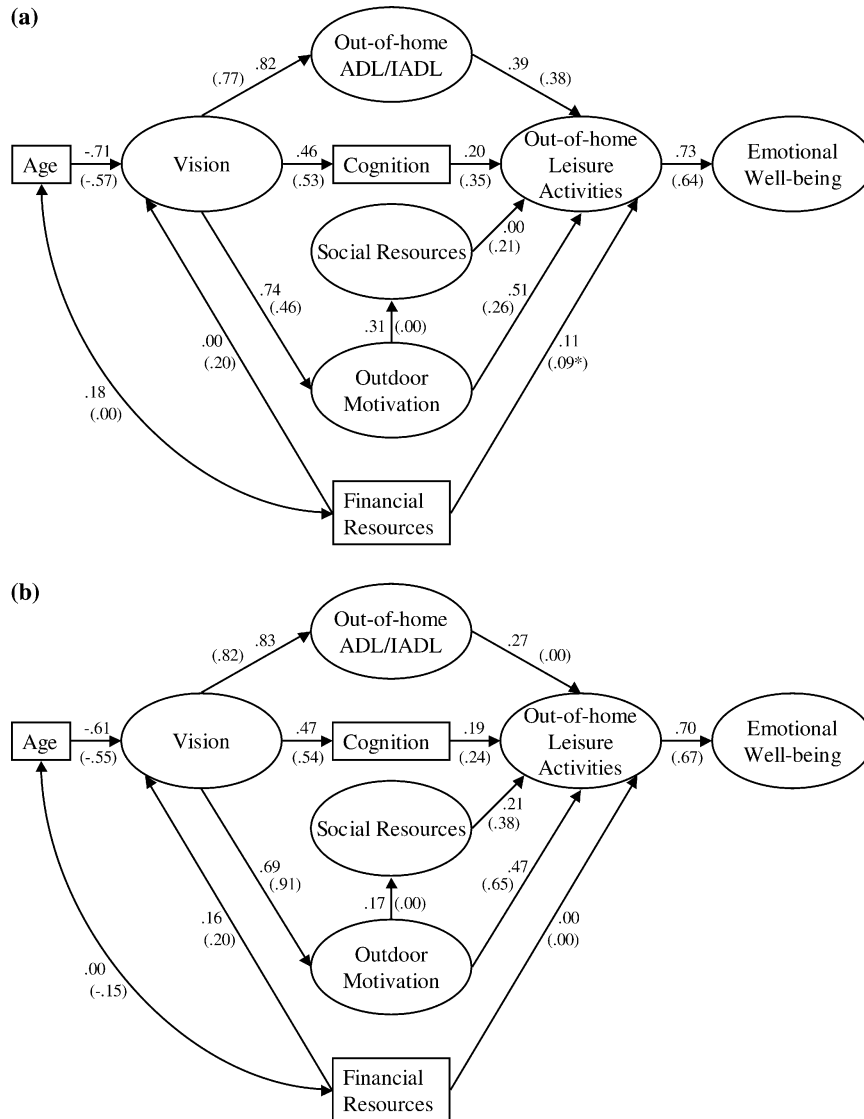 (a)
Out-of-home
ADL/IADL
.82
(.77)
.39
(.38)
Age
-.71
(-.57)
Vision
.46
(.53)
Cognition
.20
(.35)
Out-of-home
Leisure
Activities
.73
(.64)
Emotional
Well-being
Social Resources
.00
(.21)
.74
(.46)
.31 (.00)
.51
(.26)
.00
(.20)
.11
(.09*)
Outdoor
Motivation
.18
(.00)
Financial
Resources
(b)
Out-of-home
ADL/IADL
.83
(.82)
.27
(.00)
Age
-.61
(-.55)
Vision
.47
(.54)
Cognition
.19
(.24)
Out-of-home
Leisure
Activities
.70
(.67)
Emotional
Well-being
Social Resources
.21
(.38)
.69
(.91)
.17 (.00)
.47
(.65)
.16
(.20)
.00
(.00)
Outdoor
Motivation
.00
(-.15)
Financial
Resources